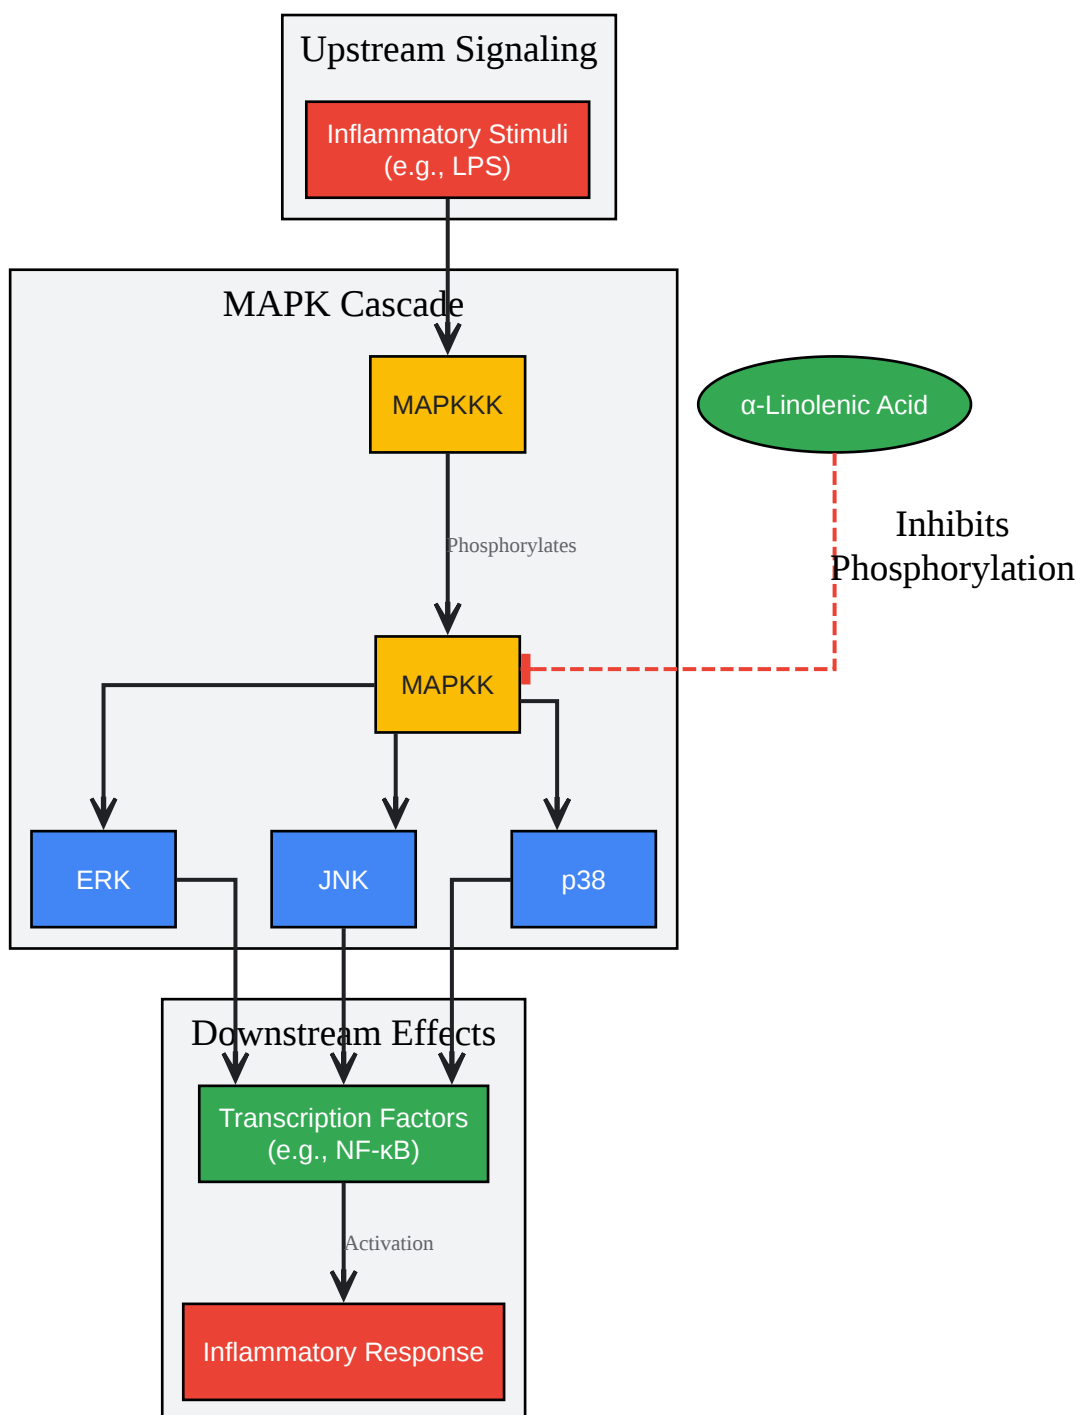 Upstream Signaling
Inflammatory Stimuli
(e.g., LPS)
MAPK Cascade
MAPKKK
α-Linolenic Acid
Inhibits
Phosphorylation
Phosphorylates
MAPKK
ERK
JNK
p38
Downstream Effects
Transcription Factors
(e.g., NF-κB)
Activation
Inflammatory Response